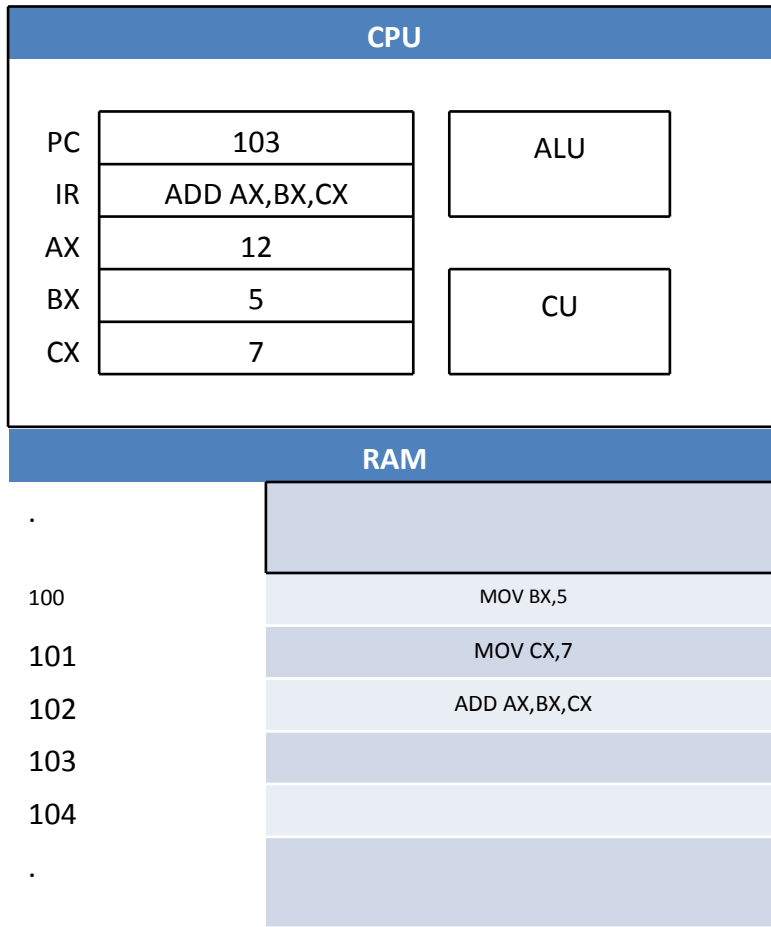 CPU
PC 103 ALU
IR ADD AX,BX,CX
AX 12
BX 5 CU
CX 7
RAM
.
100 MOV BX,5
101 MOV CX,7
102 ADD AX,BX,CX
103
104
.